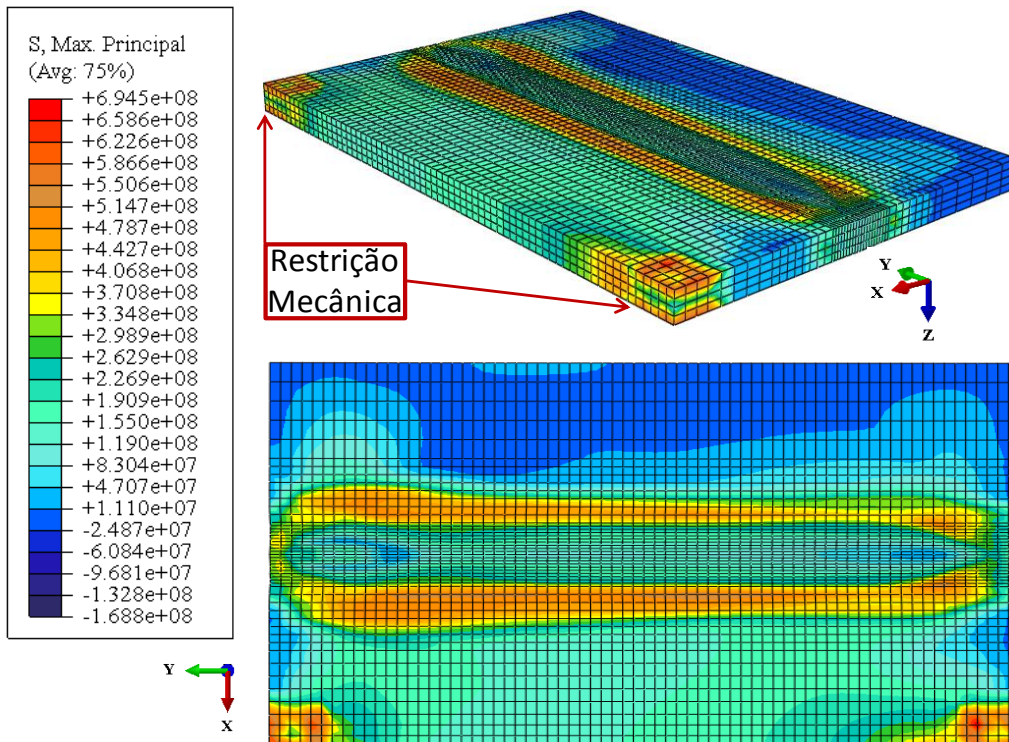 S, Max. Principal
(Avg: 75%)
+6.945e+08
+6.586e+08
+6.226e+08
+5.866e+08
+5.506e+08
+5.147e+08
+4.787e+08
+4.427e+08
+4.068e+08
+3.708e+08
+3.348e+08
+2.989e+08
+2.629e+08
+2.269e+08
+1.909e+08
+1.550e+08
+1.190e+08
+8.304e+07
+4.707e+07
+1.110e+07
-2.487e+07
-6.084e+07
-9.681e+07
-1.328e+08
-1.688e+08
Restrição
Mecânica
Y
X
Z
Y
X